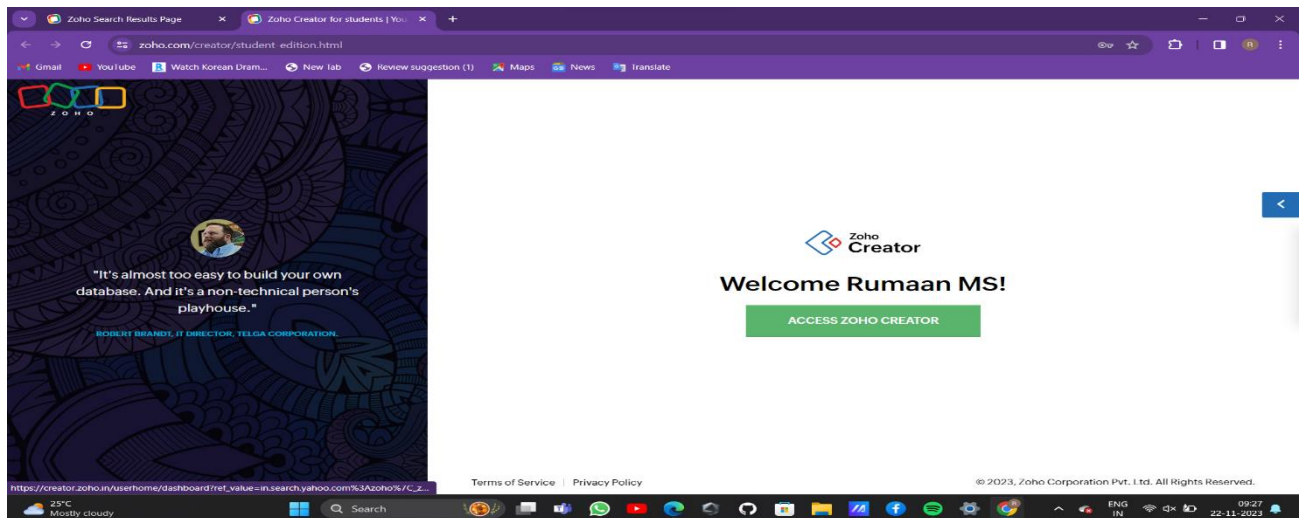 Zoho Search Results Page
Zoho Creator for students | You
zoho.com/creator/student edition.html
Gmail YouTube Watch Korean Dram... New Tab Review suggestion (1) Maps News Translate
ZOHO
"It's almost too easy to build your own
database. And it's a non-technical person's
playhouse."
ROBERT BRANDT, IT DIRECTOR, TELGA CORPORATION.
Zoho
Creator
Welcome Rumaan MS!
ACCESS ZOHO CREATOR
Terms of Service | Privacy Policy
© 2023, Zoho Corporation Pvt. Ltd. All Rights Reserved.
https://creator.zoho.in/userhome/dashboard?ref_value=in.search.yahoo.com%3Azoho%7C_z...
25°C
Mostly cloudy
Search
ENG
IN
09:27
22-11-2023